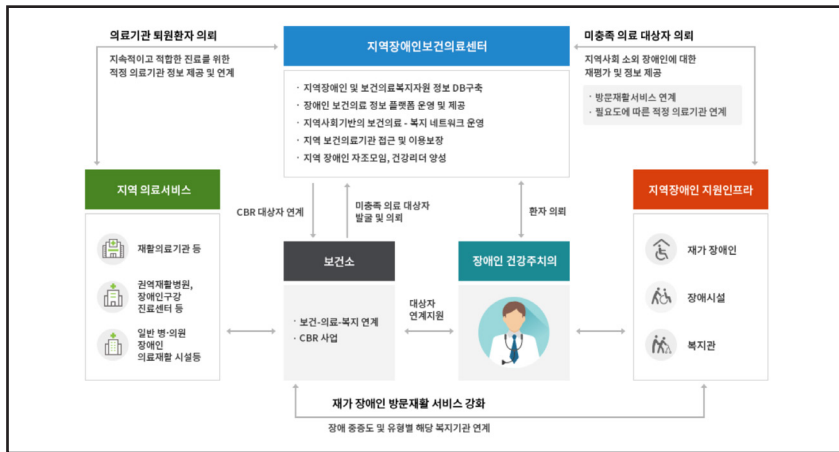 의료기관 퇴원환자 의뢰
지속적이고 적합한 진료를 위한
적정 의료기관 정보 제공 및 연계
지역장애인보건의료센터
· 지역장애인 및 보건의료복지자원 정보 DB구축
· 장애인 보건의료 정보 플랫폼 운영 및 제공
· 지역사회기반의 보건의료 - 복지 네트워크 운영
· 지역 보건의료기관 접근 및 이용보장
· 지역 장애인 자조모임, 건강리더 양성
미충족 의료 대상자 의뢰
지역사회 소외 장애인에 대한
재평가 및 정보 제공
· 방문재활서비스 연계
· 필요도에 따른 적정 의료기관 연계
지역 의료서비스
재활의료기관 등
권역재활병원,
장애인구강
진료센터 등
일반 병·의원
장애인
의료재활 시설등
CBR 대상자 연계
미충족 의료 대상자
발굴 및 의뢰
환자 의뢰
보건소
· 보건-의료-복지 연계
· CBR 사업
대상자
연계지원
장애인 건강주치의
지역장애인 지원인프라
재가 장애인
장애시설
복지관
재가 장애인 방문재활 서비스 강화
장애 중증도 및 유형별 해당 복지기관 연계